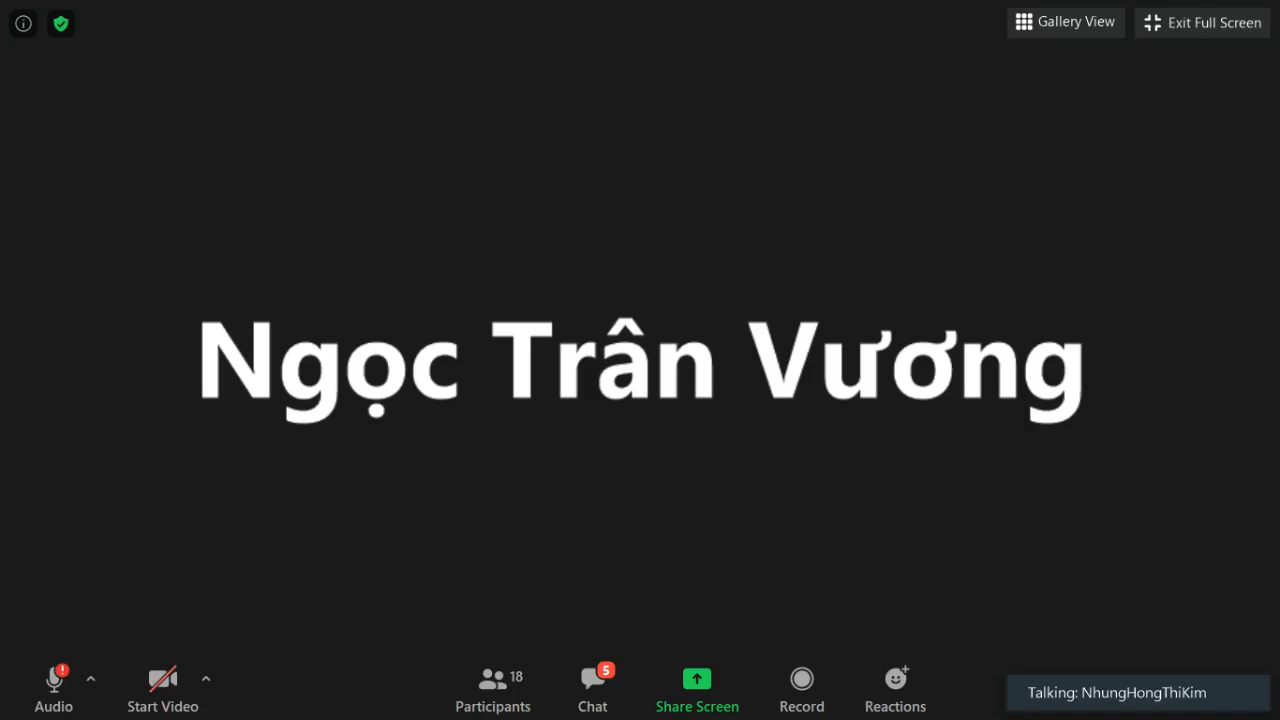 Gallery View
Exit Full Screen
Ngọc Trân Vương
18
5
Audio
Start Video
Participants
Chat
Share Screen
Record
Reactions
Talking: NhungHongThiKim